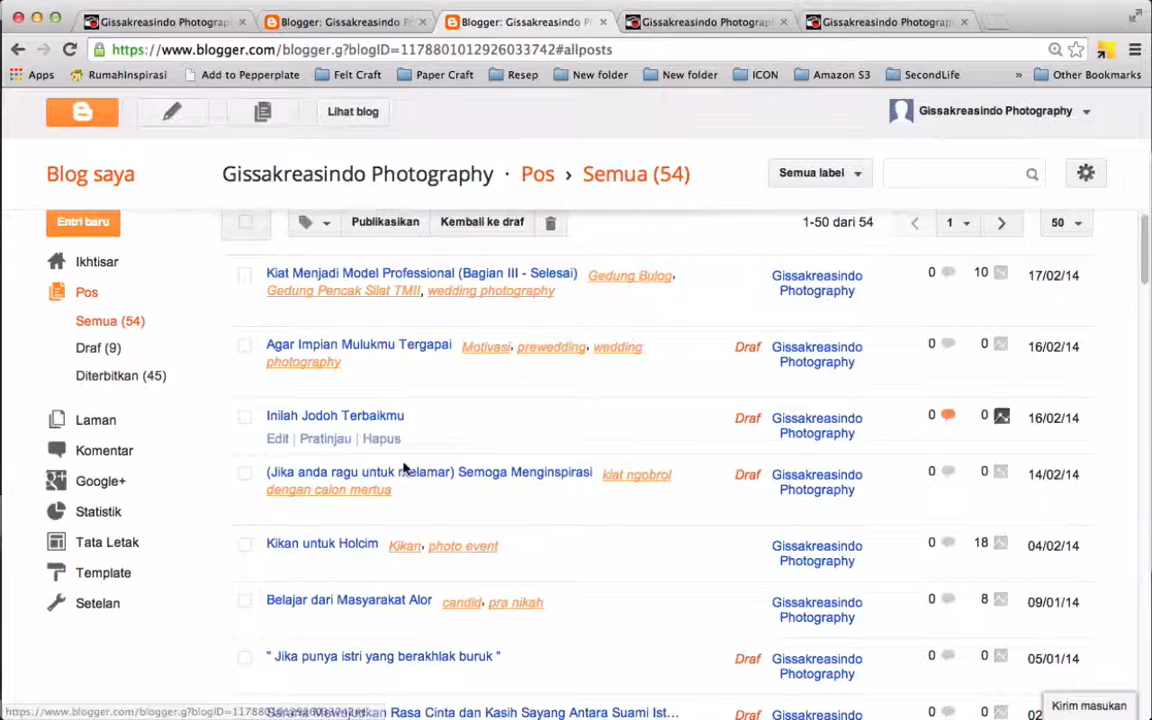 Gissakreasindo Photograp
Blogger: Gissakreasindo P
Blogger: Gissakreasindo P
Gissakreasindo Photograp
Gissakreasindo Photograp
https://www.blogger.com/blogger.g?blogID=1178801012926033742#allposts
Apps RumahInspirasi Add to Pepperplate Felt Craft Paper Craft Resep New folder New folder ICON Amazon S3 SecondLife » Other Bookmarks
Lihat blog
Gissakreasindo Photography
Blog saya
Gissakreasindo Photography · Pos › Semua (54)
Semua label
Entri baru
Publikasikan Kembali ke draf
1-50 dari 54
1
50
Ikhtisar
Pos
Semua (54)
Draf (9)
Diterbitkan (45)
Laman
Komentar
Google+
Statistik
Tata Letak
Template
Setelan
Kiat Menjadi Model Professional (Bagian III - Selesai) Gedung Bulog,
Gedung Pencak Silat TMII, wedding photography
Gissakreasindo
Photography
0 10 17/02/14
Agar Impian Mulukmu Tergapai Motivasi, prewedding, wedding
photography
Draf
Gissakreasindo
Photography
0 0 16/02/14
Inilah Jodoh Terbaikmu
Edit | Pratinjau | Hapus
Draf
Gissakreasindo
Photography
0 0 16/02/14
(Jika anda ragu untuk melamar) Semoga Menginspirasi kiat ngobrol
dengan calon mertua
Draf
Gissakreasindo
Photography
0 0 14/02/14
Kikan untuk Holcim Kikan, photo event
Gissakreasindo
Photography
0 18 04/02/14
Belajar dari Masyarakat Alor candid, pra nikah
Gissakreasindo
Photography
0 8 09/01/14
" Jika punya istri yang berakhlak buruk "
Draf
Gissakreasindo
Photography
0 0 05/01/14
Rasa Cinta dan Kasih Sayang Antara Suami Ist...
Draf
Gissakreasindo
0 0
Kirim masukan